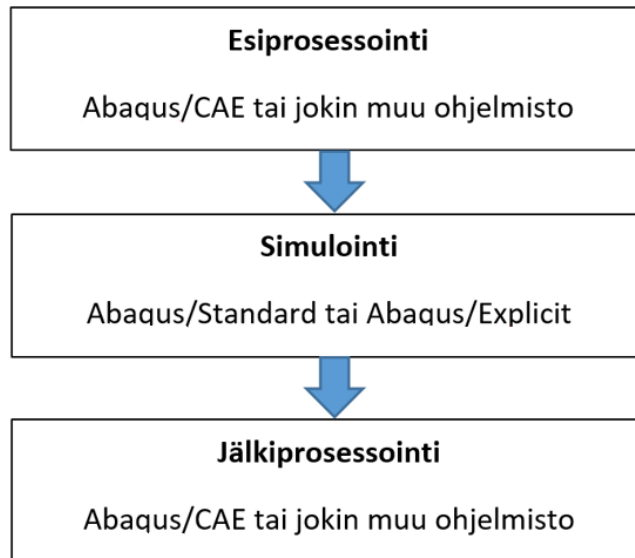 Esiprosessointi
Abaqus/CAE tai jokin muu ohjelmisto
Simulointi
Abaqus/Standard tai Abaqus/Explicit
Jälkiprosessointi
Abaqus/CAE tai jokin muu ohjelmisto